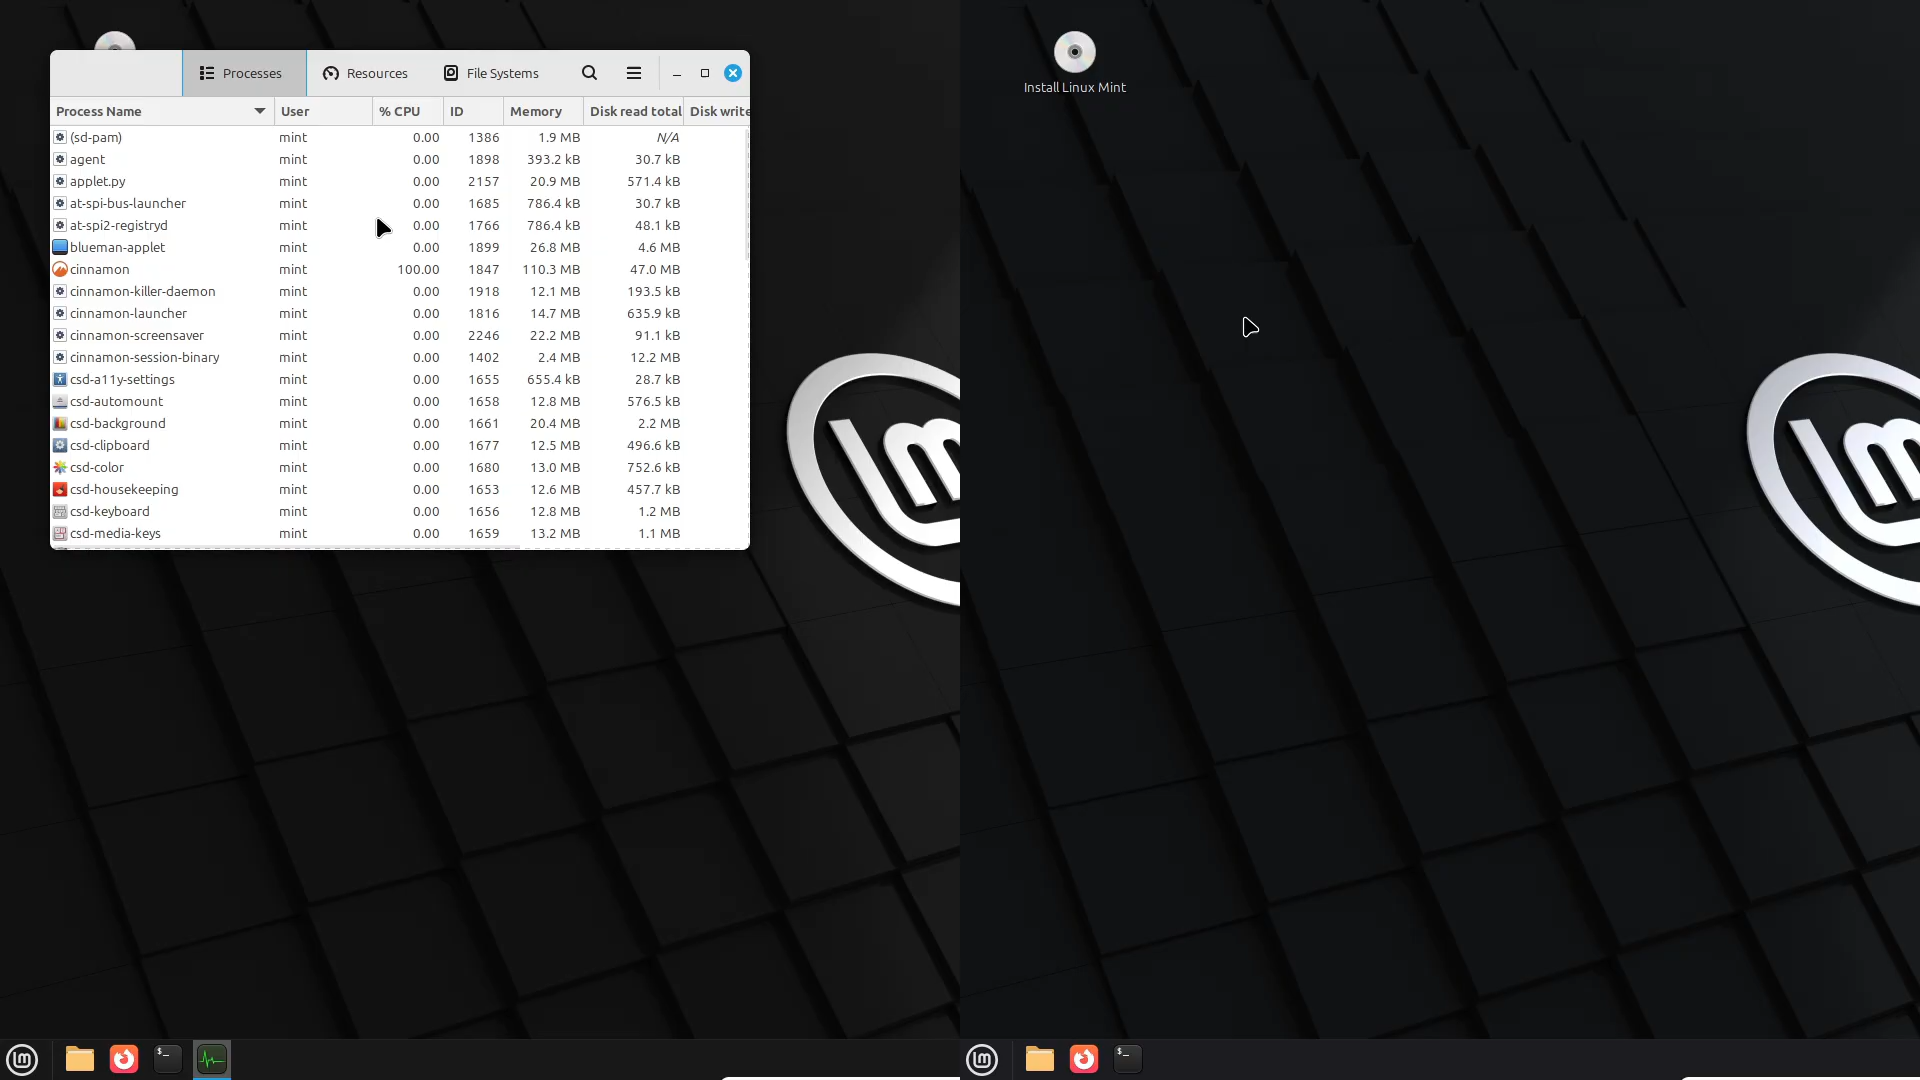 Processes Resources File Systems
Process Name User % CPU ID Memory Disk read total Disk write
(sd-pam) mint 0.00 1386 1.9 MB N/A
agent mint 0.00 1898 393.2 kB 30.7 kB
applet.py mint 0.00 2157 20.9 MB 571.4 kB
at-spi-bus-launcher mint 0.00 1685 786.4 kB 30.7 kB
at-spi2-registryd mint 0.00 1766 786.4 kB 48.1 kB
blueman-applet mint 0.00 1899 26.8 MB 4.6 MB
cinnamon mint 100.00 1847 110.3 MB 47.0 MB
cinnamon-killer-daemon mint 0.00 1918 12.1 MB 193.5 kB
cinnamon-launcher mint 0.00 1816 14.7 MB 635.9 kB
cinnamon-screensaver mint 0.00 2246 22.2 MB 91.1 kB
cinnamon-session-binary mint 0.00 1402 2.4 MB 12.2 MB
csd-a11y-settings mint 0.00 1655 655.4 kB 28.7 kB
csd-automount mint 0.00 1658 12.8 MB 576.5 kB
csd-background mint 0.00 1661 20.4 MB 2.2 MB
csd-clipboard mint 0.00 1677 12.5 MB 496.6 kB
csd-color mint 0.00 1680 13.0 MB 752.6 kB
csd-housekeeping mint 0.00 1653 12.6 MB 457.7 kB
csd-keyboard mint 0.00 1656 12.8 MB 1.2 MB
csd-media-keys mint 0.00 1659 13.2 MB 1.1 MB
Install Linux Mint